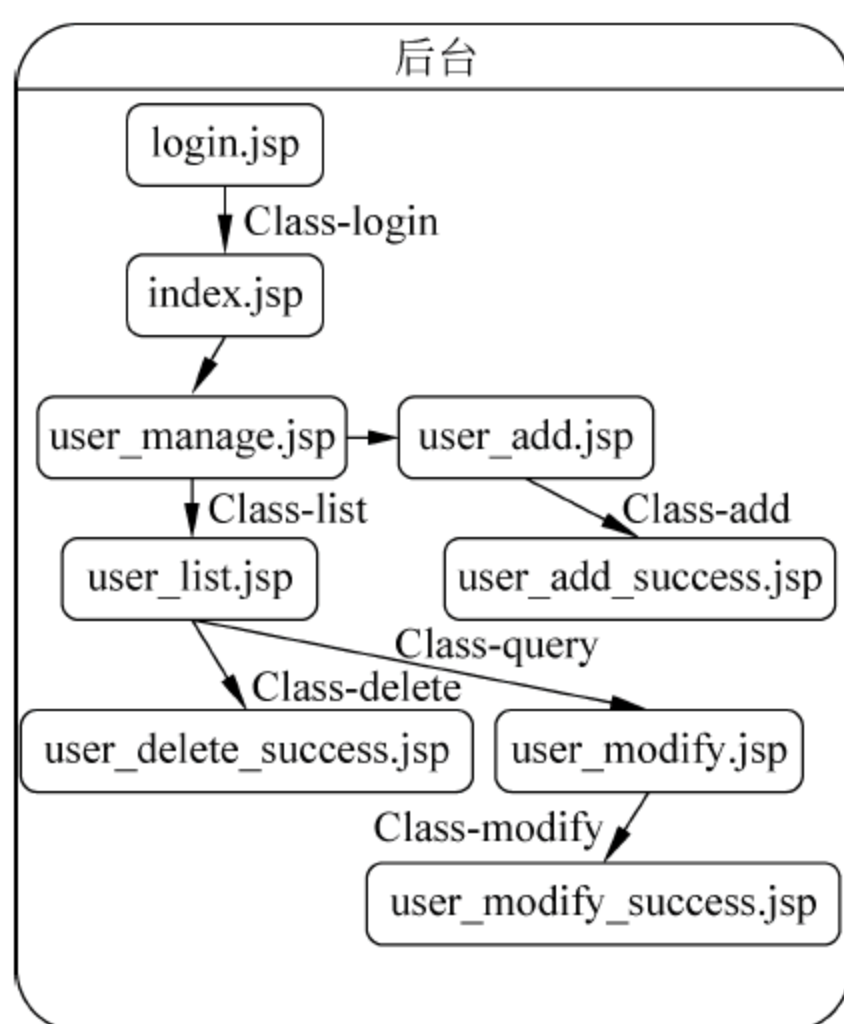 后台
login.jsp
Class-login
index.jsp
user_manage.jsp
user_add.jsp
Class-list
Class-add
user_list.jsp
user_add_success.jsp
Class-query
Class-delete
user_delete_success.jsp
user_modify.jsp
Class-modify
user_modify_success.jsp